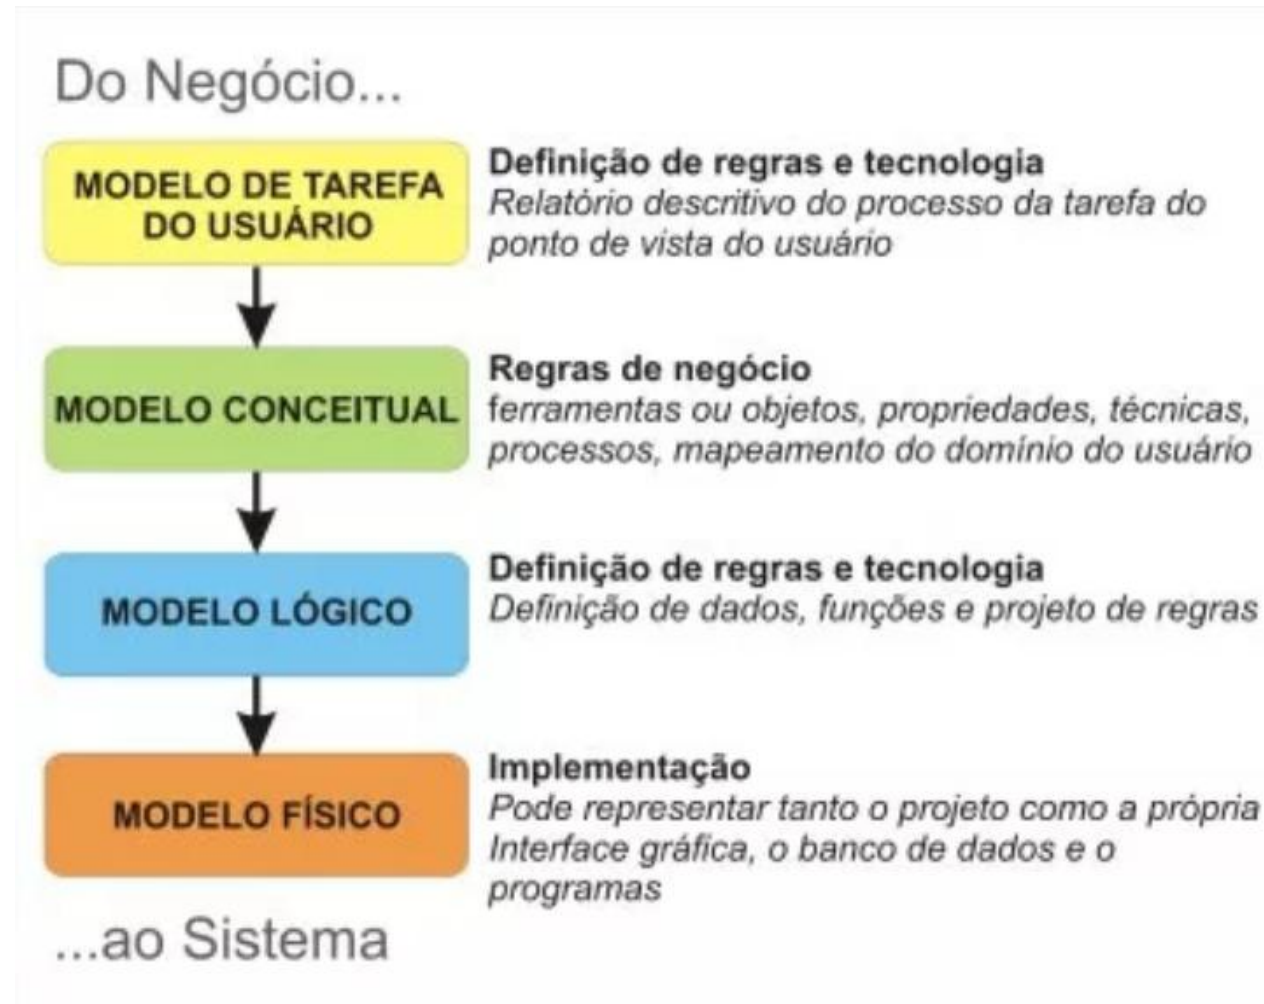 Do Negócio...
MODELO DE TAREFA
DO USUÁRIO
Definição de regras e tecnologia
Relatório descritivo do processo da tarefa do
ponto de vista do usuário
MODELO CONCEITUAL
Regras de negócio
ferramentas ou objetos, propriedades, técnicas,
processos, mapeamento do domínio do usuário
MODELO LÓGICO
Definição de regras e tecnologia
Definição de dados, funções e projeto de regras
MODELO FÍSICO
Implementação
Pode representar tanto o projeto como a própria
Interface gráfica, o banco de dados e o
programas
...ao Sistema